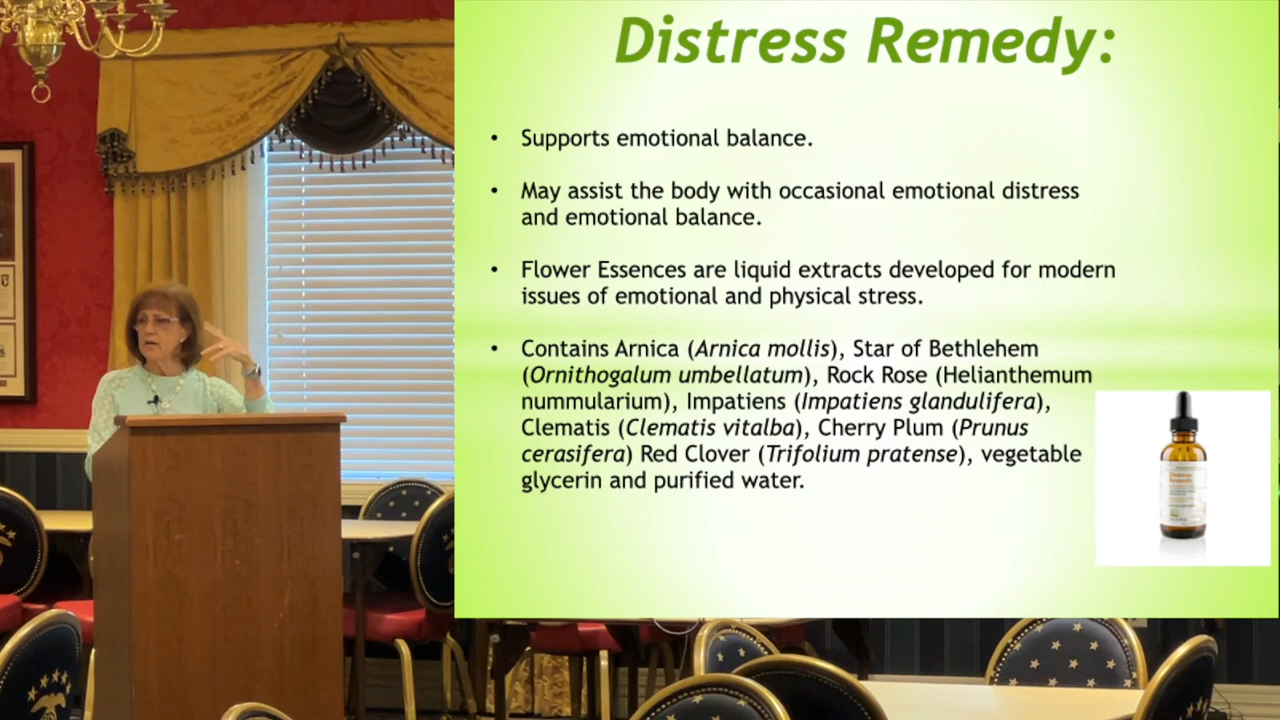 Distress Remedy:
• Supports emotional balance.
• May assist the body with occasional emotional distress
and emotional balance.
• Flower Essences are liquid extracts developed for modern
issues of emotional and physical stress.
• Contains Arnica (Arnica mollis), Star of Bethlehem
(Ornithogalum umbellatum), Rock Rose (Helianthemum
nummularium), Impatiens (Impatiens glandulifera),
Clematis (Clematis vitalba), Cherry Plum (Prunus
cerasifera) Red Clover (Trifolium pratense), vegetable
glycerin and purified water.
Distress
Remedy